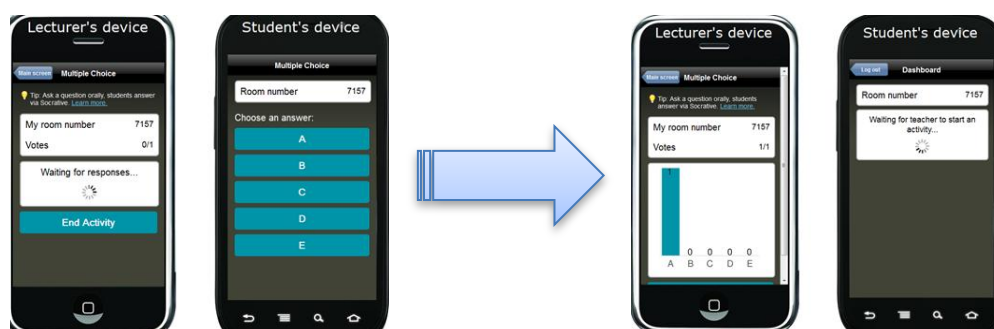 Lecturer's device
Main screen
Multiple Choice
Tip: Ask a question orally, students answer
via Socrative. Learn more.
My room number 7157
Votes 0/1
Waiting for responses...
End Activity
Student's device
Multiple Choice
Room number 7157
Choose an answer:
A
B
C
D
E
Lecturer's device
Main screen
Multiple Choice
Tip: Ask a question orally, students
answer via Socrative. Learn more.
My room number 7157
Votes 1/1
1
0 0 0 0
A B C D E
Student's device
Log out
Dashboard
Room number 7157
Waiting for teacher to start an
activity...